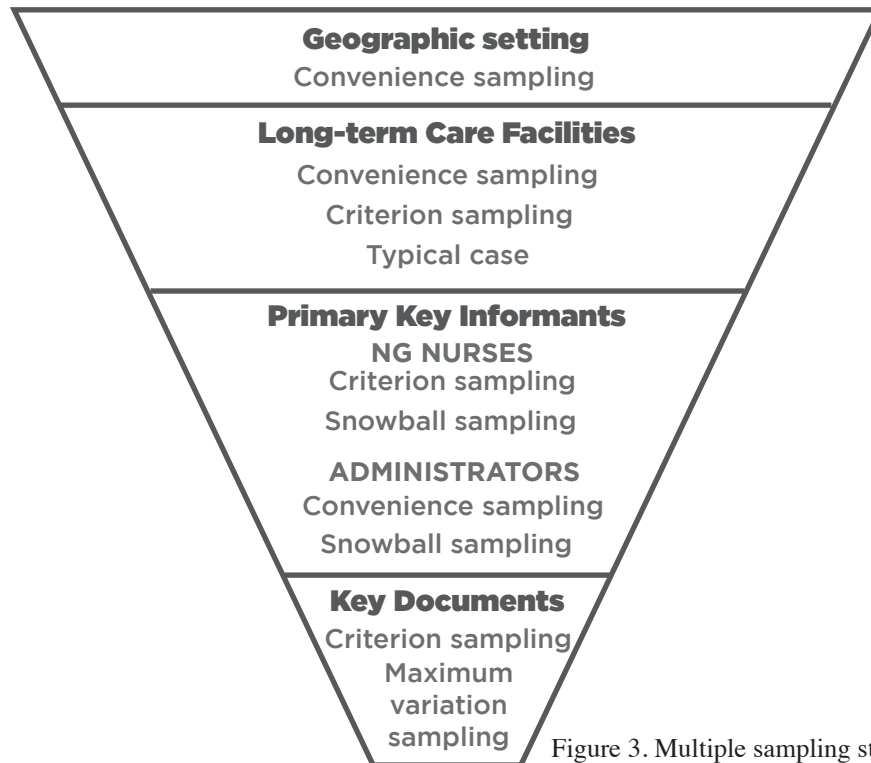 Geographic setting
Convenience sampling
Long-term Care Facilities
Convenience sampling
Criterion sampling
Typical case
Primary Key Informants
NG NURSES
Criterion sampling
Snowball sampling
ADMINISTRATORS
Convenience sampling
Snowball sampling
Key Documents
Criterion sampling
Maximum
variation
sampling
Figure 3. Multiple sampling